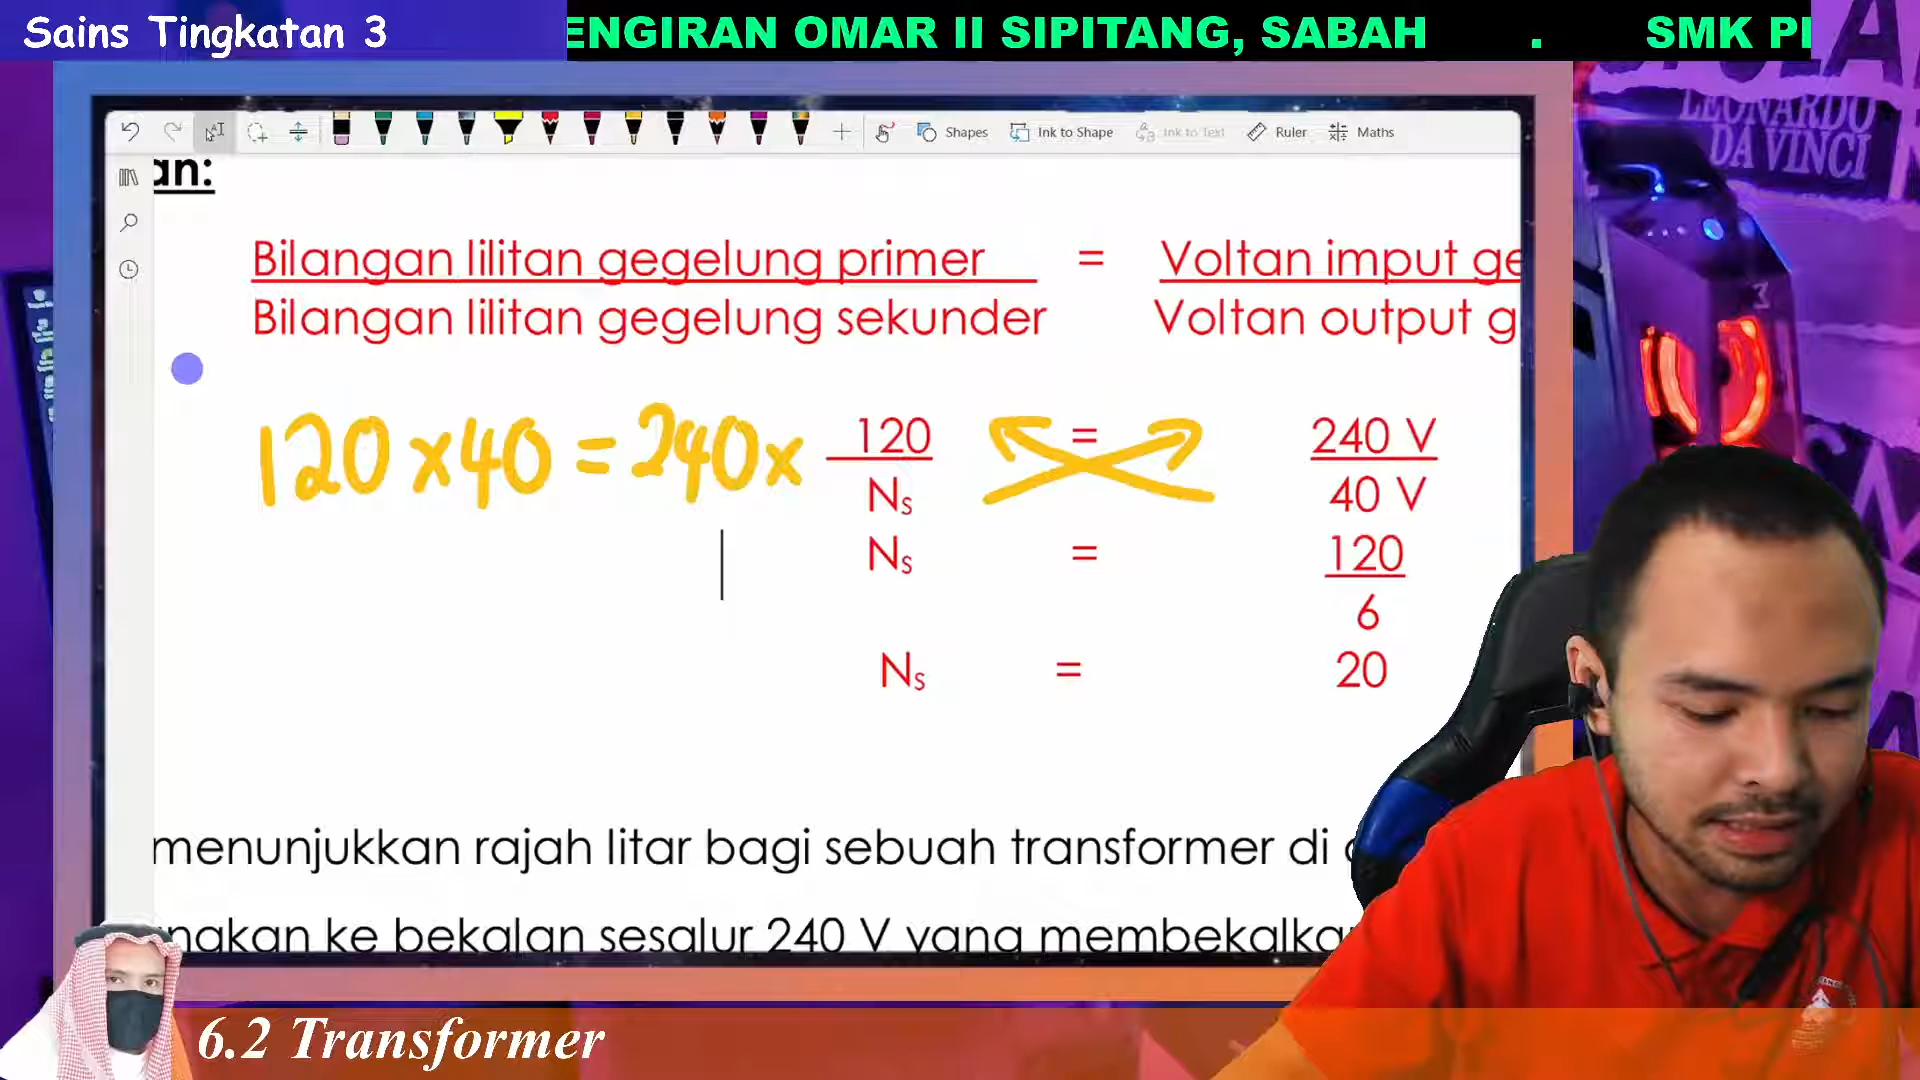 Sains Tingkatan 3
ENGIRAN OMAR II SIPITANG, SABAH . SMK PE
LEONARDO
DA VINCI
Shapes Ink to Shape Ink to Text Ruler Maths
an:
Bilangan lilitan gegelung primer = Voltan imput ge
Bilangan lilitan gegelung sekunder Voltan output g
120 x 40 = 240 x
120 = 240 V
Ns 40 V
Ns = 120
6
Ns = 20
menunjukkan rajah litar bagi sebuah transformer di
nakan ke bekalan sesalur 240 V yang membekalka
6.2 Transformer